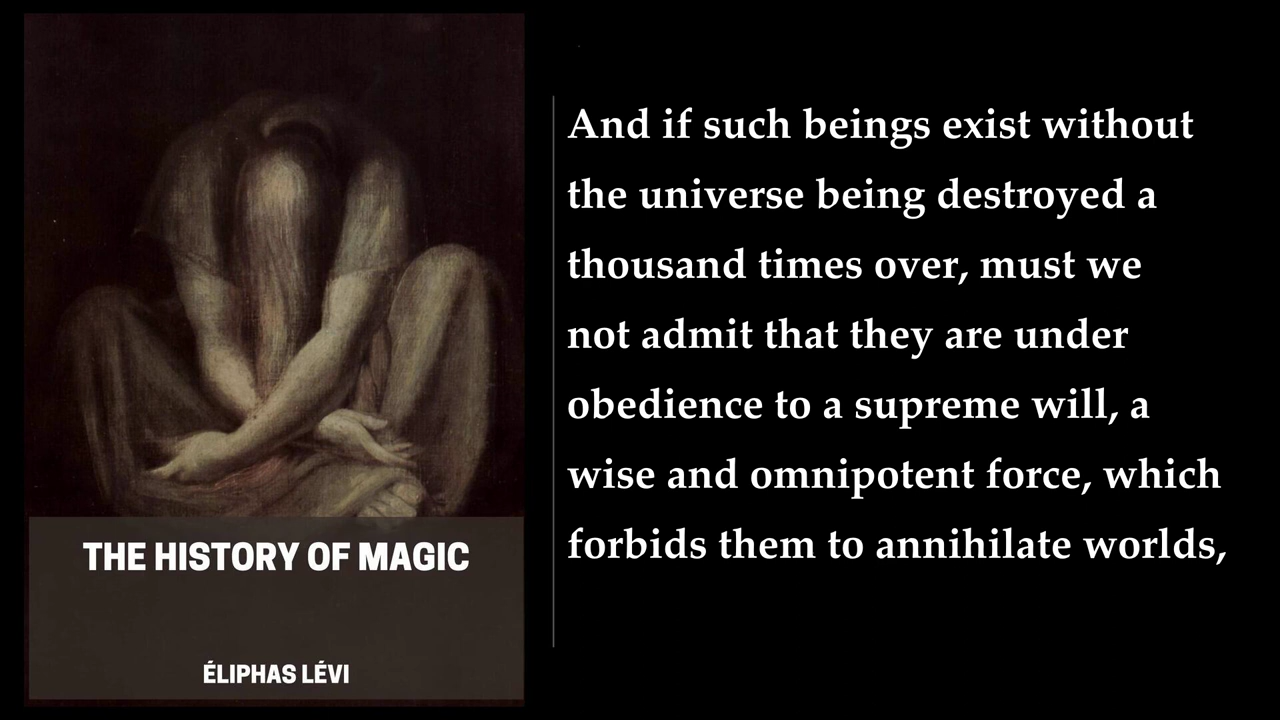 THE HISTORY OF MAGIC
ÉLIPHAS LÉVI
And if such beings exist without
the universe being destroyed a
thousand times over, must we
not admit that they are under
obedience to a supreme will, a
wise and omnipotent force, which
forbids them to annihilate worlds,